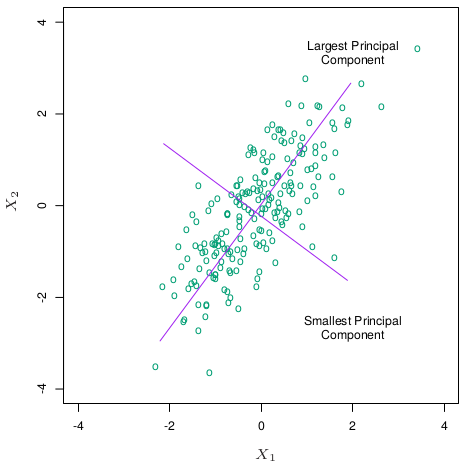 4
2
0
-2
-4
X2
Largest Principal
Component
Smallest Principal
Component
-4
-2
0
2
4
X1